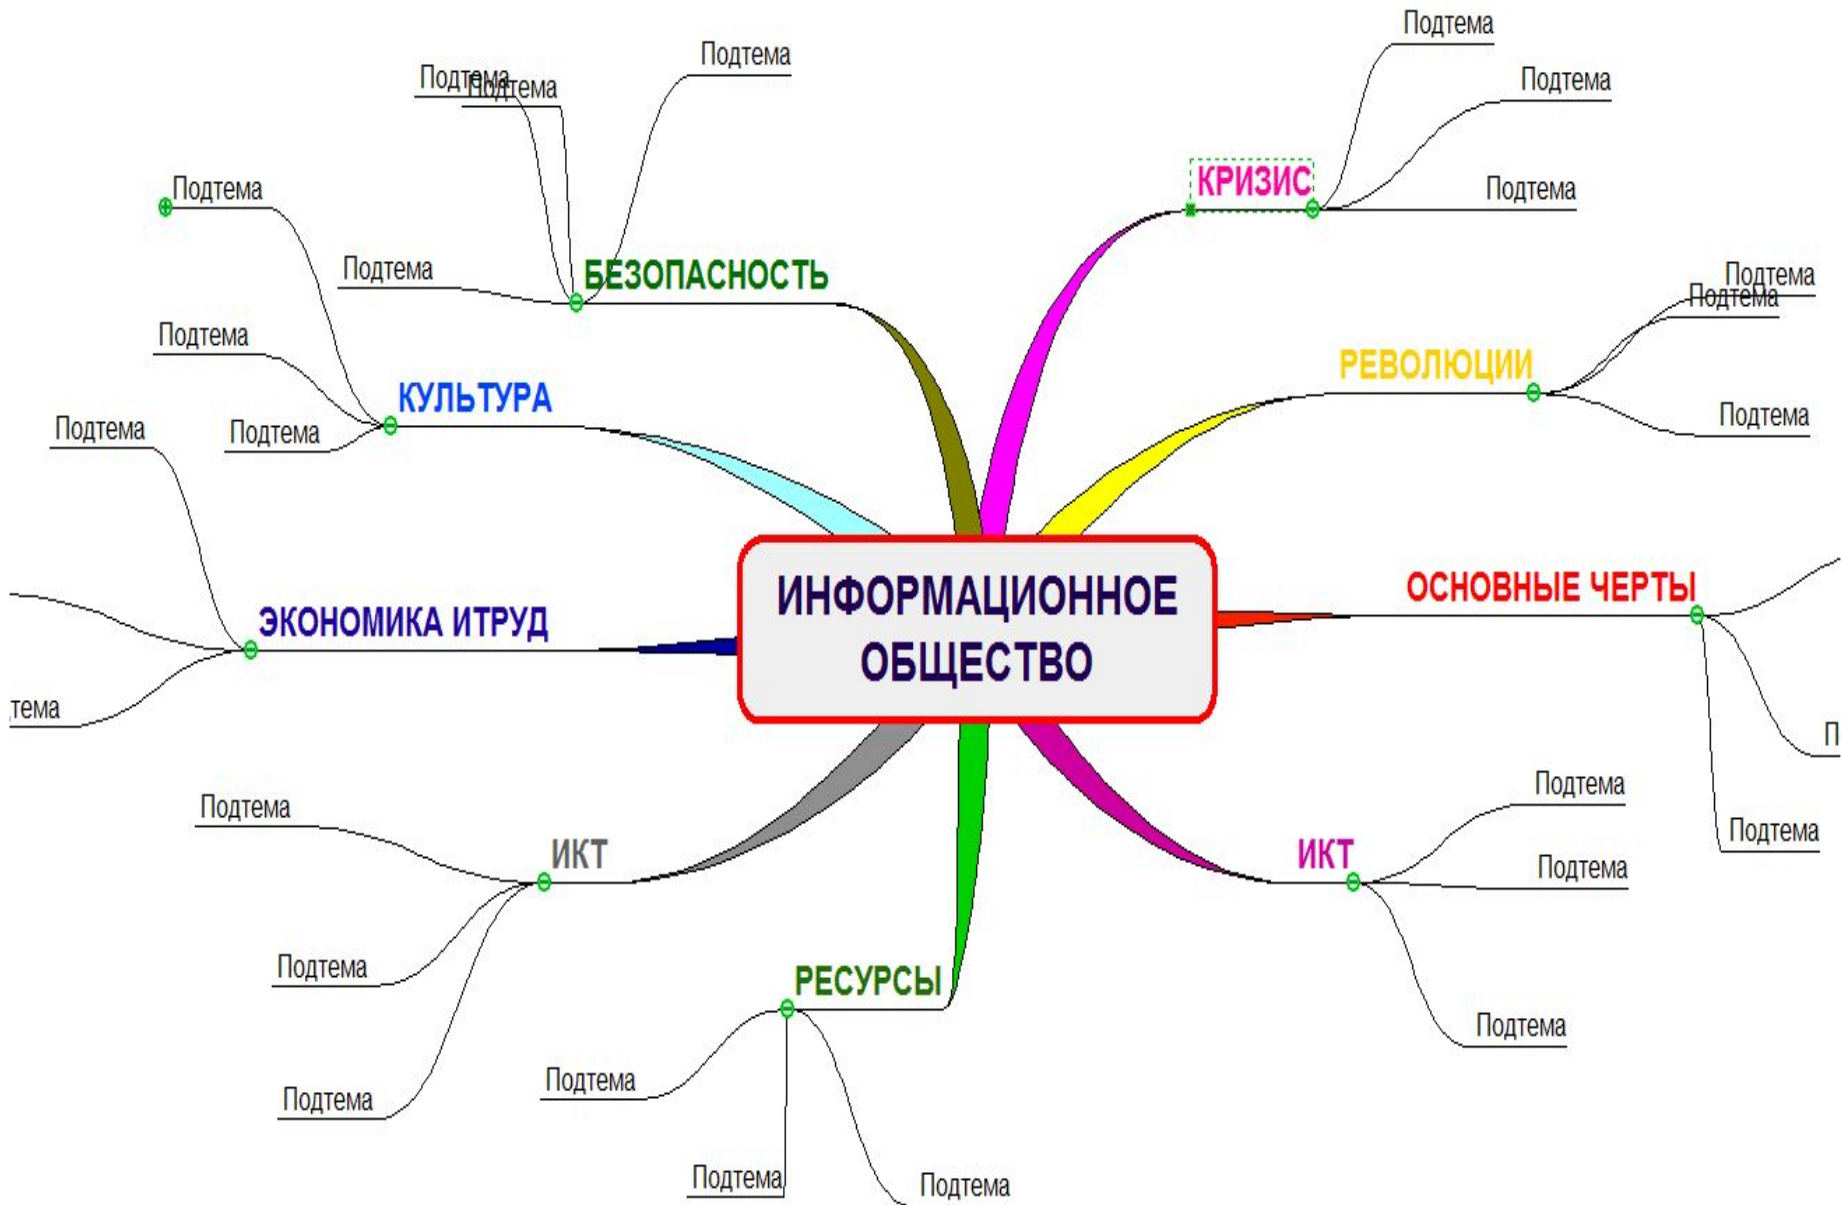 Подтема
Подтема
Подтема
Подтема
Подтема
Подтема
КРИЗИС
Подтема
Подтема
Подтема
БЕЗОПАСНОСТЬ
Подтема
Подтема
Подтема
РЕВОЛЮЦИИ
КУЛЬТУРА
Подтема
Подтема
Подтема
ИНФОРМАЦИОННОЕ
ОБЩЕСТВО
ОСНОВНЫЕ ЧЕРТЫ
ЭКОНОМИКА ИТРУД
тема
П
Подтема
Подтема
Подтема
ИКТ
ИКТ
Подтема
Подтема
РЕСУРСЫ
Подтема
Подтема
Подтема
Подтема
Подтема